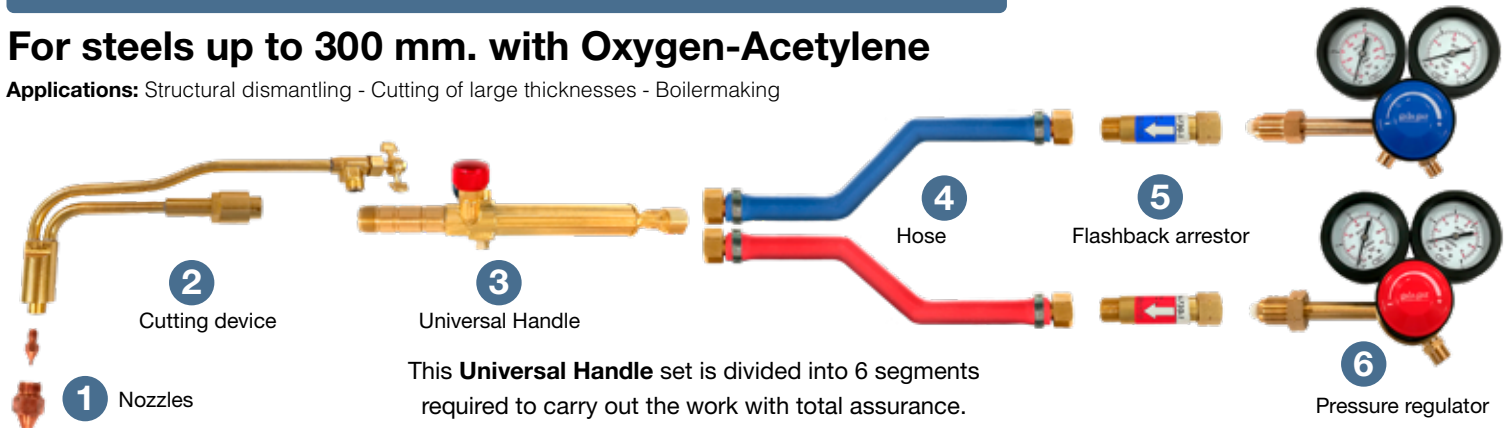 For steels up to 300 mm. with Oxygen-Acetylene
Applications: Structural dismantling - Cutting of large thicknesses - Boilermaking
4
Hose
5
Flashback arrestor
2
Cutting device
3
Universal Handle
This Universal Handle set is divided into 6 segments
required to carry out the work with total assurance.
1 Nozzles
6
Pressure regulator